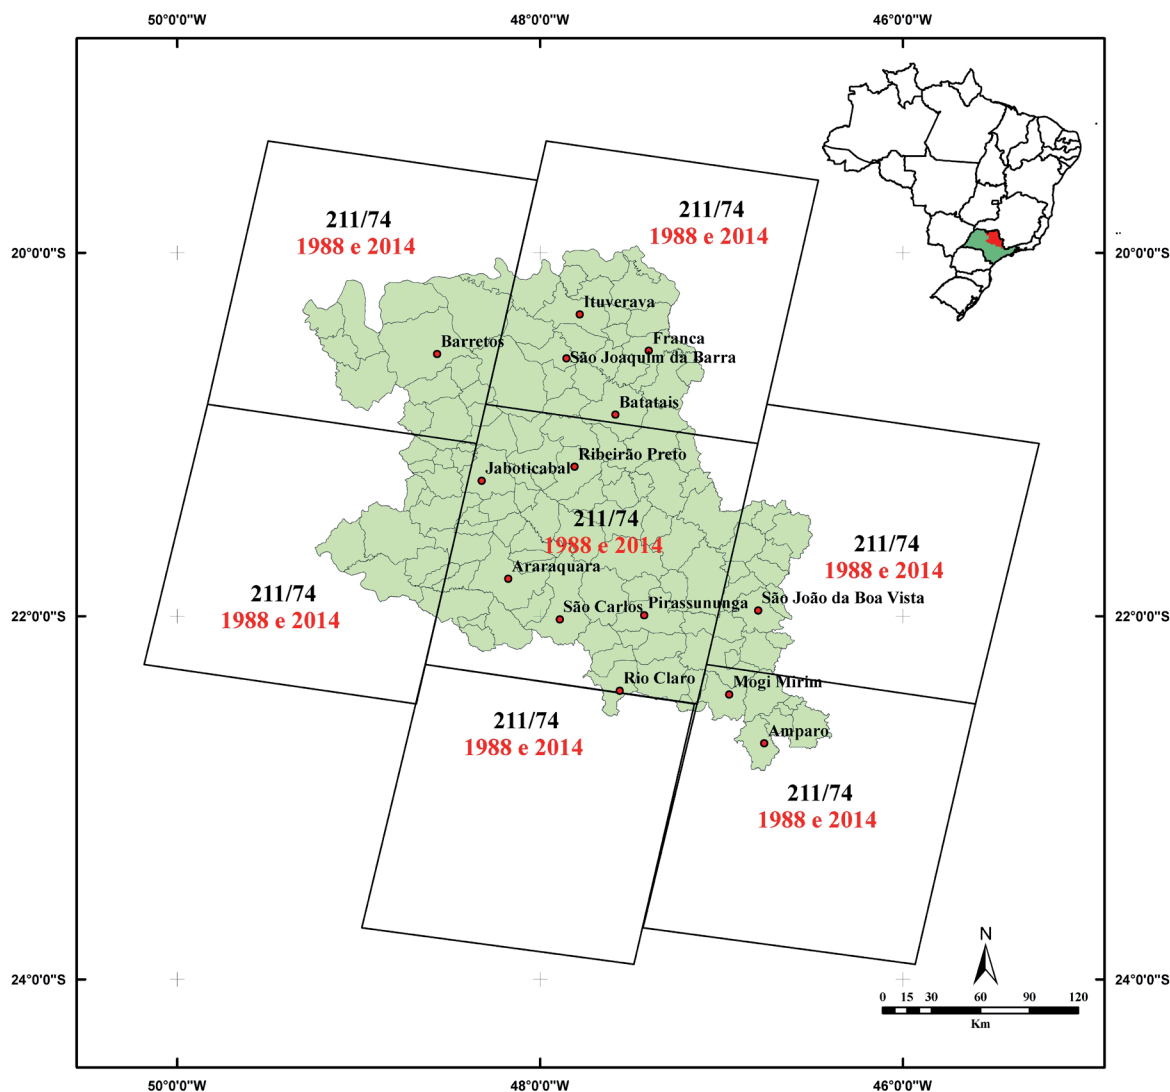 50°0'0"W
48°0'0"W
46°0'0"W
211/74
1988 e 2014
211/74
1988 e 2014
20°0'0"S
20°0'0"S
Ituverava
Barretos
Franca
São Joaquim da Barra
Batatais
Ribeirão Preto
Jaboticabal
211/74
1988 e 2014
211/74
1988 e 2014
Araraquara
211/74
1988 e 2014
São Carlos
Pirassununga
São João da Boa Vista
22°0'0"S
22°0'0"S
Rio Claro
Mogi Mirim
211/74
1988 e 2014
Amparo
211/74
1988 e 2014
N
24°0'0"S
24°0'0"S
0 15 30 60 90 120
Km
50°0'0"W
48°0'0"W
46°0'0"W